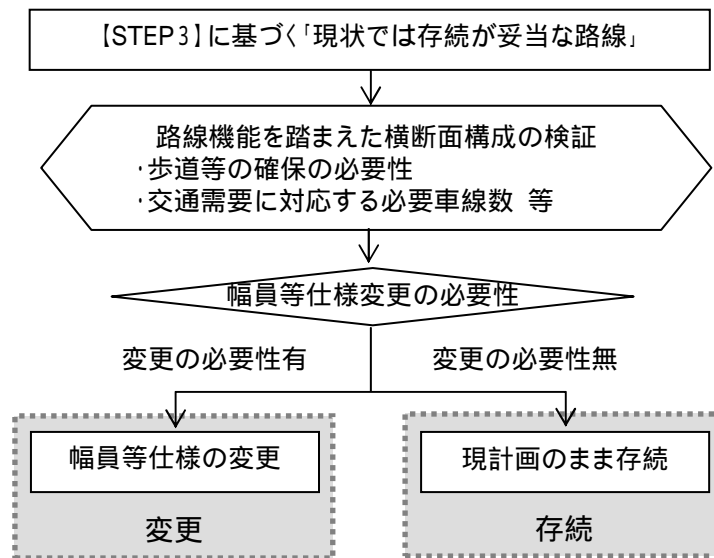 【STEP3】に基づく「現状では存続が妥当な路線」
路線機能を踏まえた横断面構成の検証
・歩道等の確保の必要性
・交通需要に対応する必要車線数 等
幅員等仕様変更の必要性
変更の必要性有
変更の必要性無
幅員等仕様の変更
現計画のまま存続
変更
存続